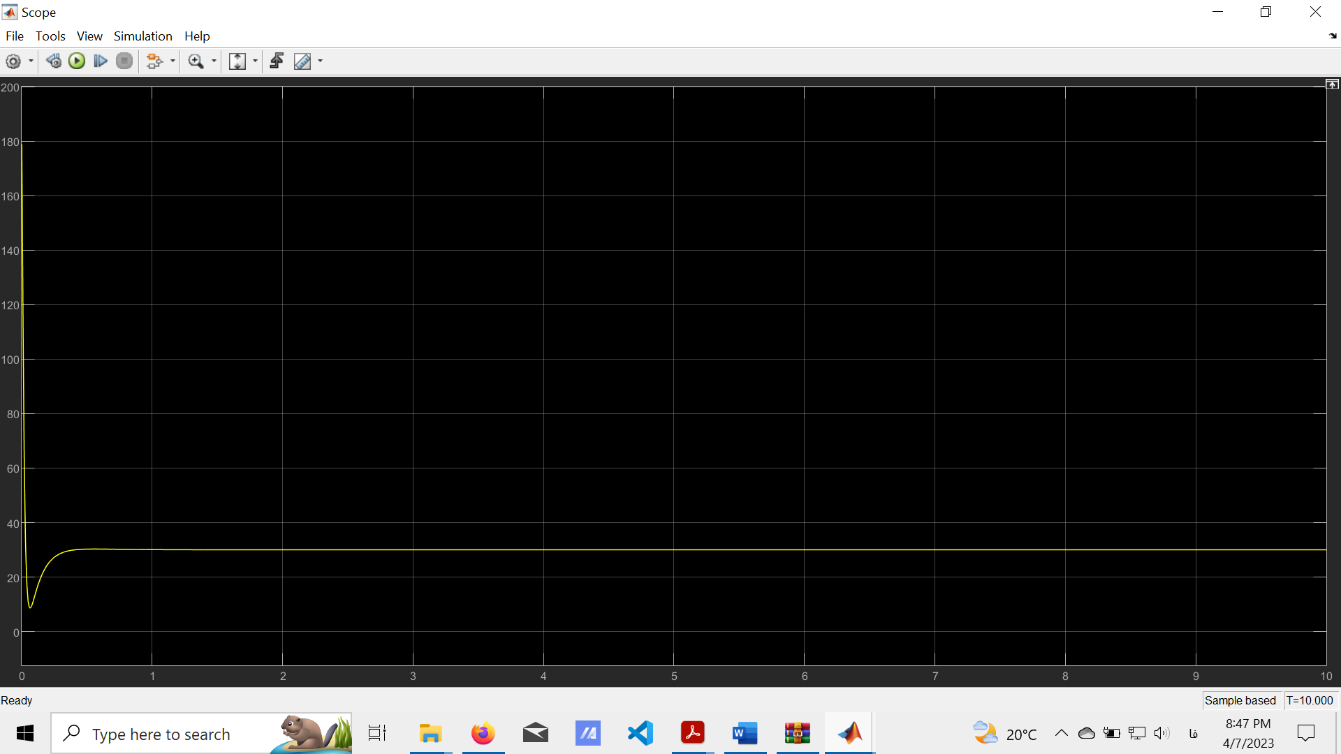 Scope
File Tools View Simulation Help
200
180
160
140
120
100
80
60
40
20
0
0 1 2 3 4 5 6 7 8 9 10
Ready
Sample based T=10.000
Type here to search
20°C
فا
8:47 PM
4/7/2023